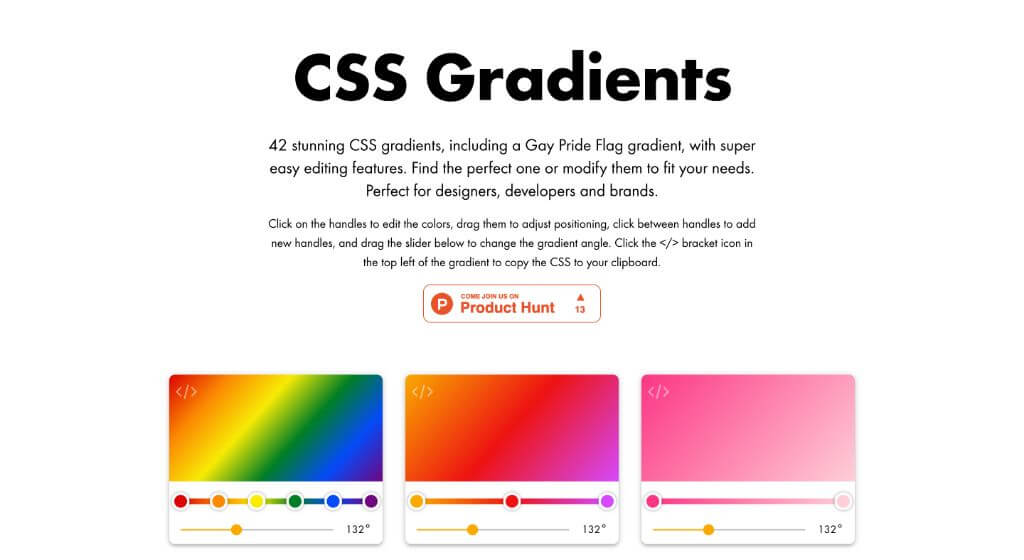 CSS Gradients
42 stunning CSS gradients, including a Gay Pride Flag gradient, with super
easy editing features. Find the perfect one or modify them to fit your needs.
Perfect for designers, developers and brands.
Click on the handles to edit the colors, drag them to adjust positioning, click between handles to add
new handles, and drag the slider below to change the gradient angle. Click the </> bracket icon in
the top left of the gradient to copy the CSS to your clipboard.
P
COME JOIN US ON
Product Hunt
▲
13
</>
</>
</>
132°
132°
132°